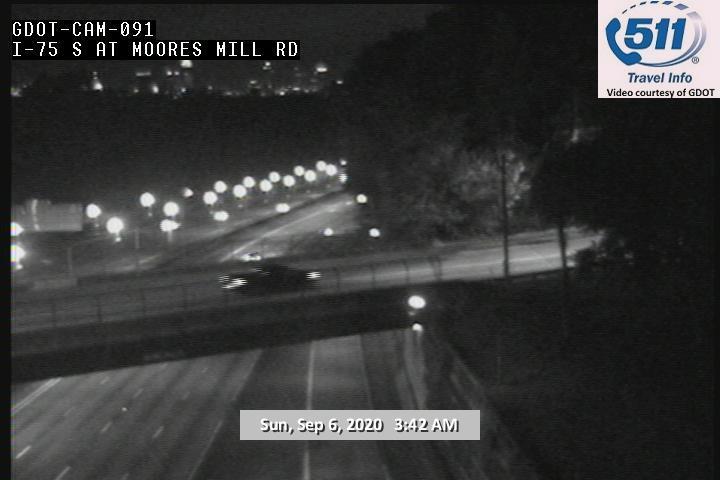 GDOT-CAM-091
I-75 S AT MOORES MILL RD
511
®
Travel Info
Video courtesy of GDOT
Sun, Sep 6, 2020 3:42 AM